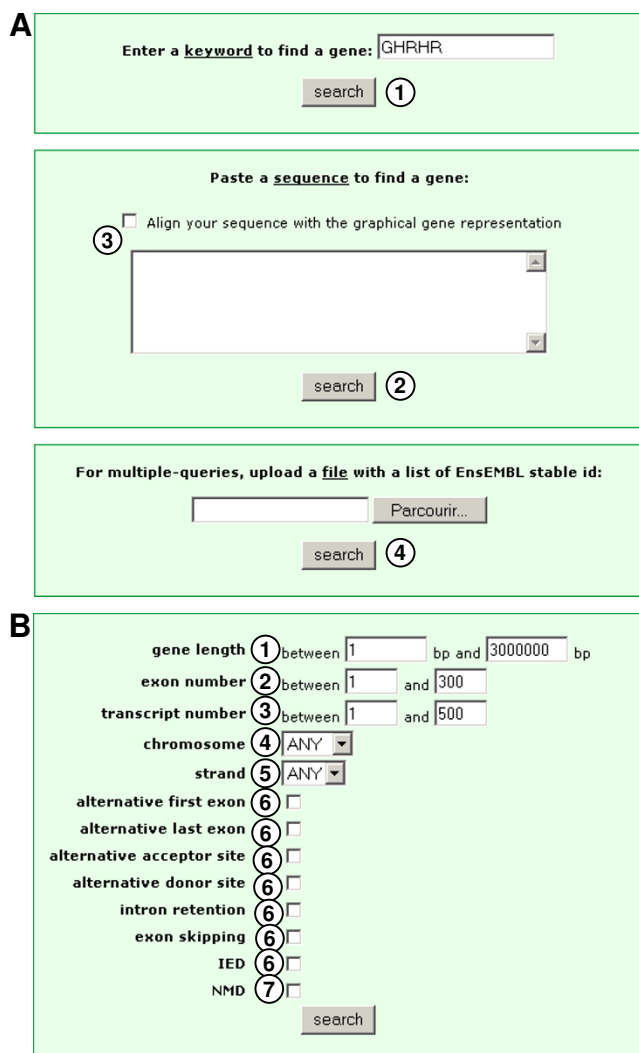 A
Enter a keyword to find a gene: GHRHR
search 1
Paste a sequence to find a gene:
Align your sequence with the graphical gene representation
3
search 2
For multiple-queries, upload a file with a list of EnsEMBL stable id:
Parcourir...
search 4
B
gene length 1 between 1 bp and 3000000 bp
exon number 2 between 1 and 300
transcript number 3 between 1 and 500
chromosome 4 ANY
strand 5 ANY
alternative first exon 6
alternative last exon 6
alternative acceptor site 6
alternative donor site 6
intron retention 6
exon skipping 6
IED 6
NMD 7
search